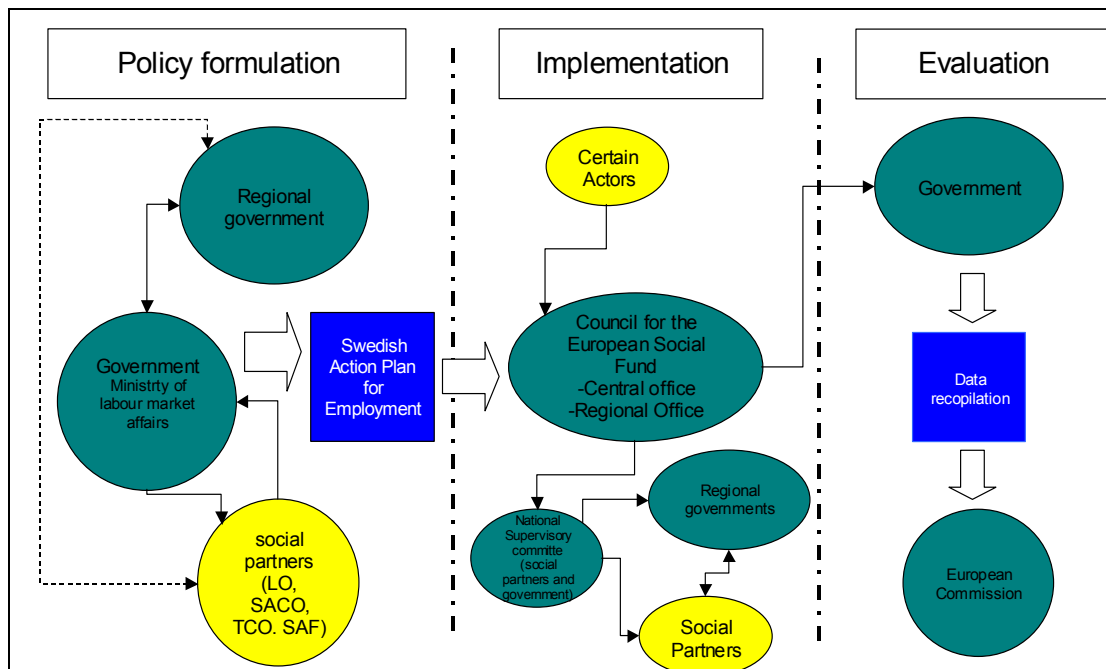 Policy formulation
Implementation
Evaluation
Regional
government
Government
Ministrty of
labour market
affairs
social
partners
(LO,
SACO,
TCO. SAF)
Swedish
Action Plan
for
Employment
Certain
Actors
Council for the
European Social
Fund
-Central office
-Regional Office
National
Supervisory
committe
(social
partners and
government)
Regional
governments
Social
Partners
Government
Data
recopilation
European
Commission